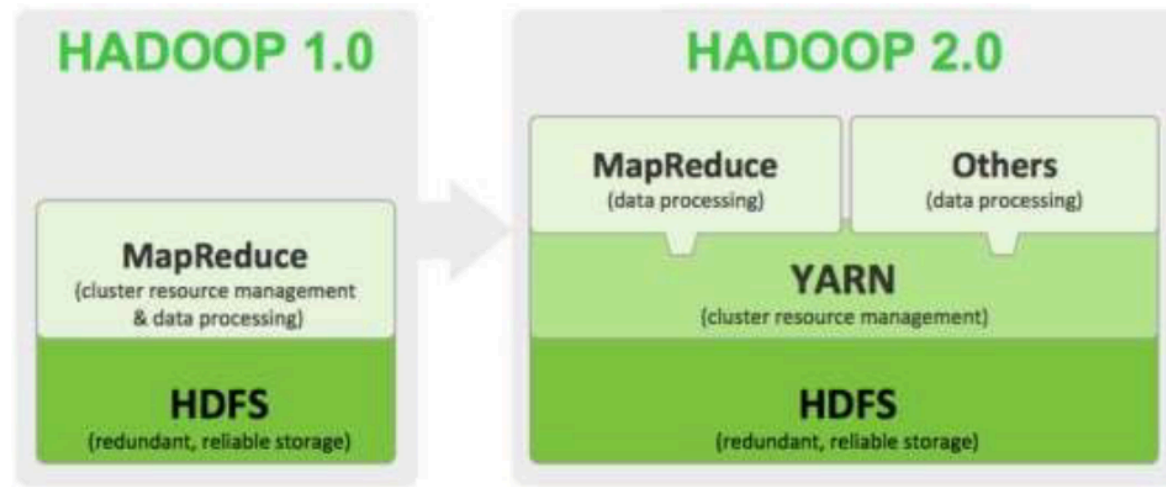 HADOOP 1.0
MapReduce
(cluster resource management
& data processing)
HDFS
(redundant, reliable storage)
HADOOP 2.0
MapReduce
(data processing)
Others
(data processing)
YARN
(cluster resource management)
HDFS
(redundant, reliable storage)